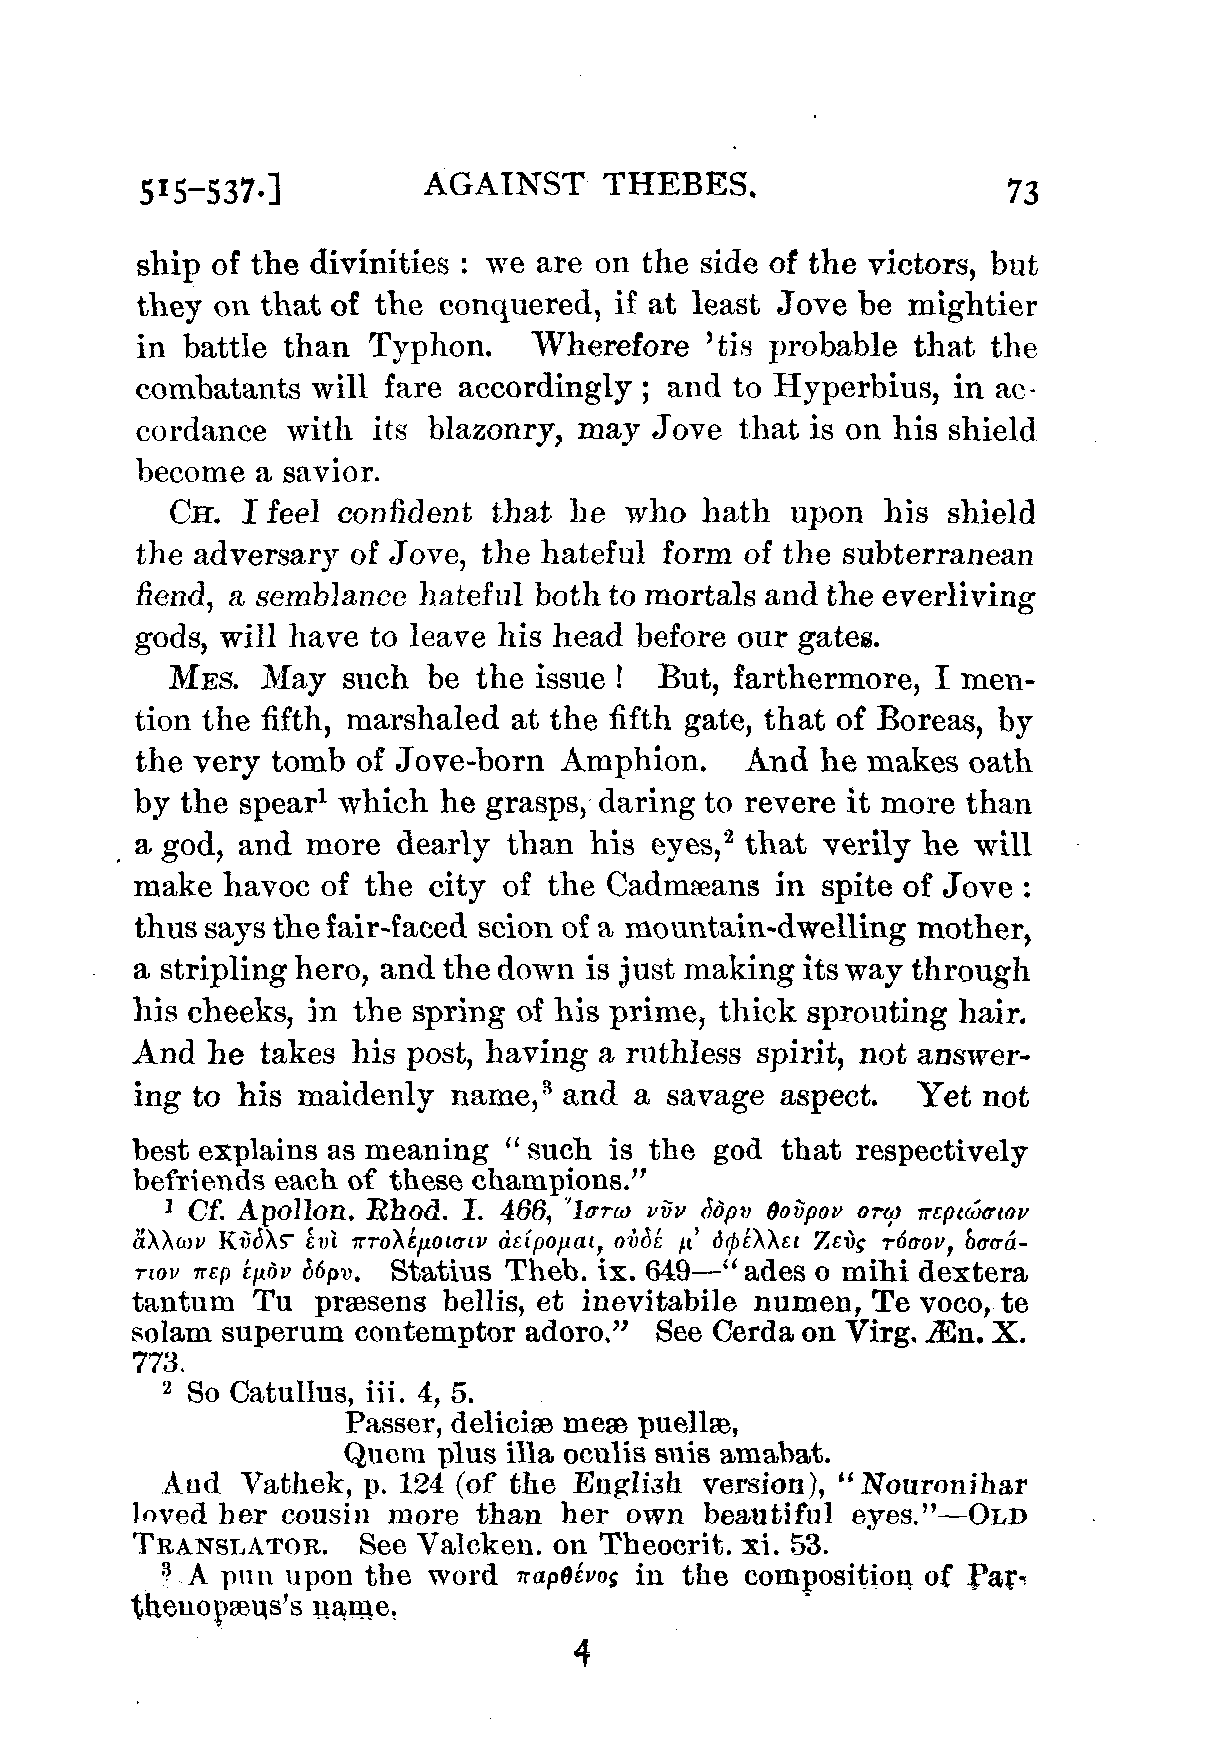 515–537.] AGAINST THEBES. 73
ship of the divinities : we are on the side of the victors, but
they on that of the conquered, if at least Jove be mightier
in battle than Typhon. Wherefore 'tis probable that the
combatants will fare accordingly ; and to Hyperbius, in ac-
cordance with its blazonry, may Jove that is on his shield
become a savior.
CH. I feel confident that he who hath upon his shield
the adversary of Jove, the hateful form of the subterranean
fiend, a semblance hateful both to mortals and the everliving
gods, will have to leave his head before our gates.
MES. May such be the issue ! But, farthermore, I men-
tion the fifth, marshaled at the fifth gate, that of Boreas, by
the very tomb of Jove-born Amphion. And he makes oath
by the spear¹ which he grasps, daring to revere it more than
a god, and more dearly than his eyes,² that verily he will
make havoc of the city of the Cadmæans in spite of Jove :
thus says the fair-faced scion of a mountain-dwelling mother,
a stripling hero, and the down is just making its way through
his cheeks, in the spring of his prime, thick sprouting hair.
And he takes his post, having a ruthless spirit, not answer-
ing to his maidenly name,³ and a savage aspect. Yet not
best explains as meaning “such is the god that respectively
befriends each of these champions.”
¹ Cf. Apollon. Rhod. I. 466, Ἴστω νῦν δὸρυ θοῦρον οτῳ περιώσιον
ἄλλων Κῦδλς ἐνὶ πτολέμοισιν ἀείρομαι, οὐδέ μ’ ὀφέλλει Ζεὺς τόσον, ὁσσά-
τιον περ ἐμὸν δόρυ. Statius Theb. ix. 649—“ades o mihi dextera
tantum Tu præsens bellis, et inevitabile numen, Te voco, te
solam superum contemptor adoro.” See Cerda on Virg. Æn. X.
773.
² So Catullus, iii. 4, 5.
Passer, deliciæ meæ puellæ,
Quem plus illa oculis suis amabat.
And Vathek, p. 124 (of the English version), “Nouronihar
loved her cousin more than her own beautiful eyes.”—OLD
TRANSLATOR. See Valcken. on Theocrit. xi. 53.
³ A pun upon the word παρθένος in the composition of Par-
thenopæus's name.
4